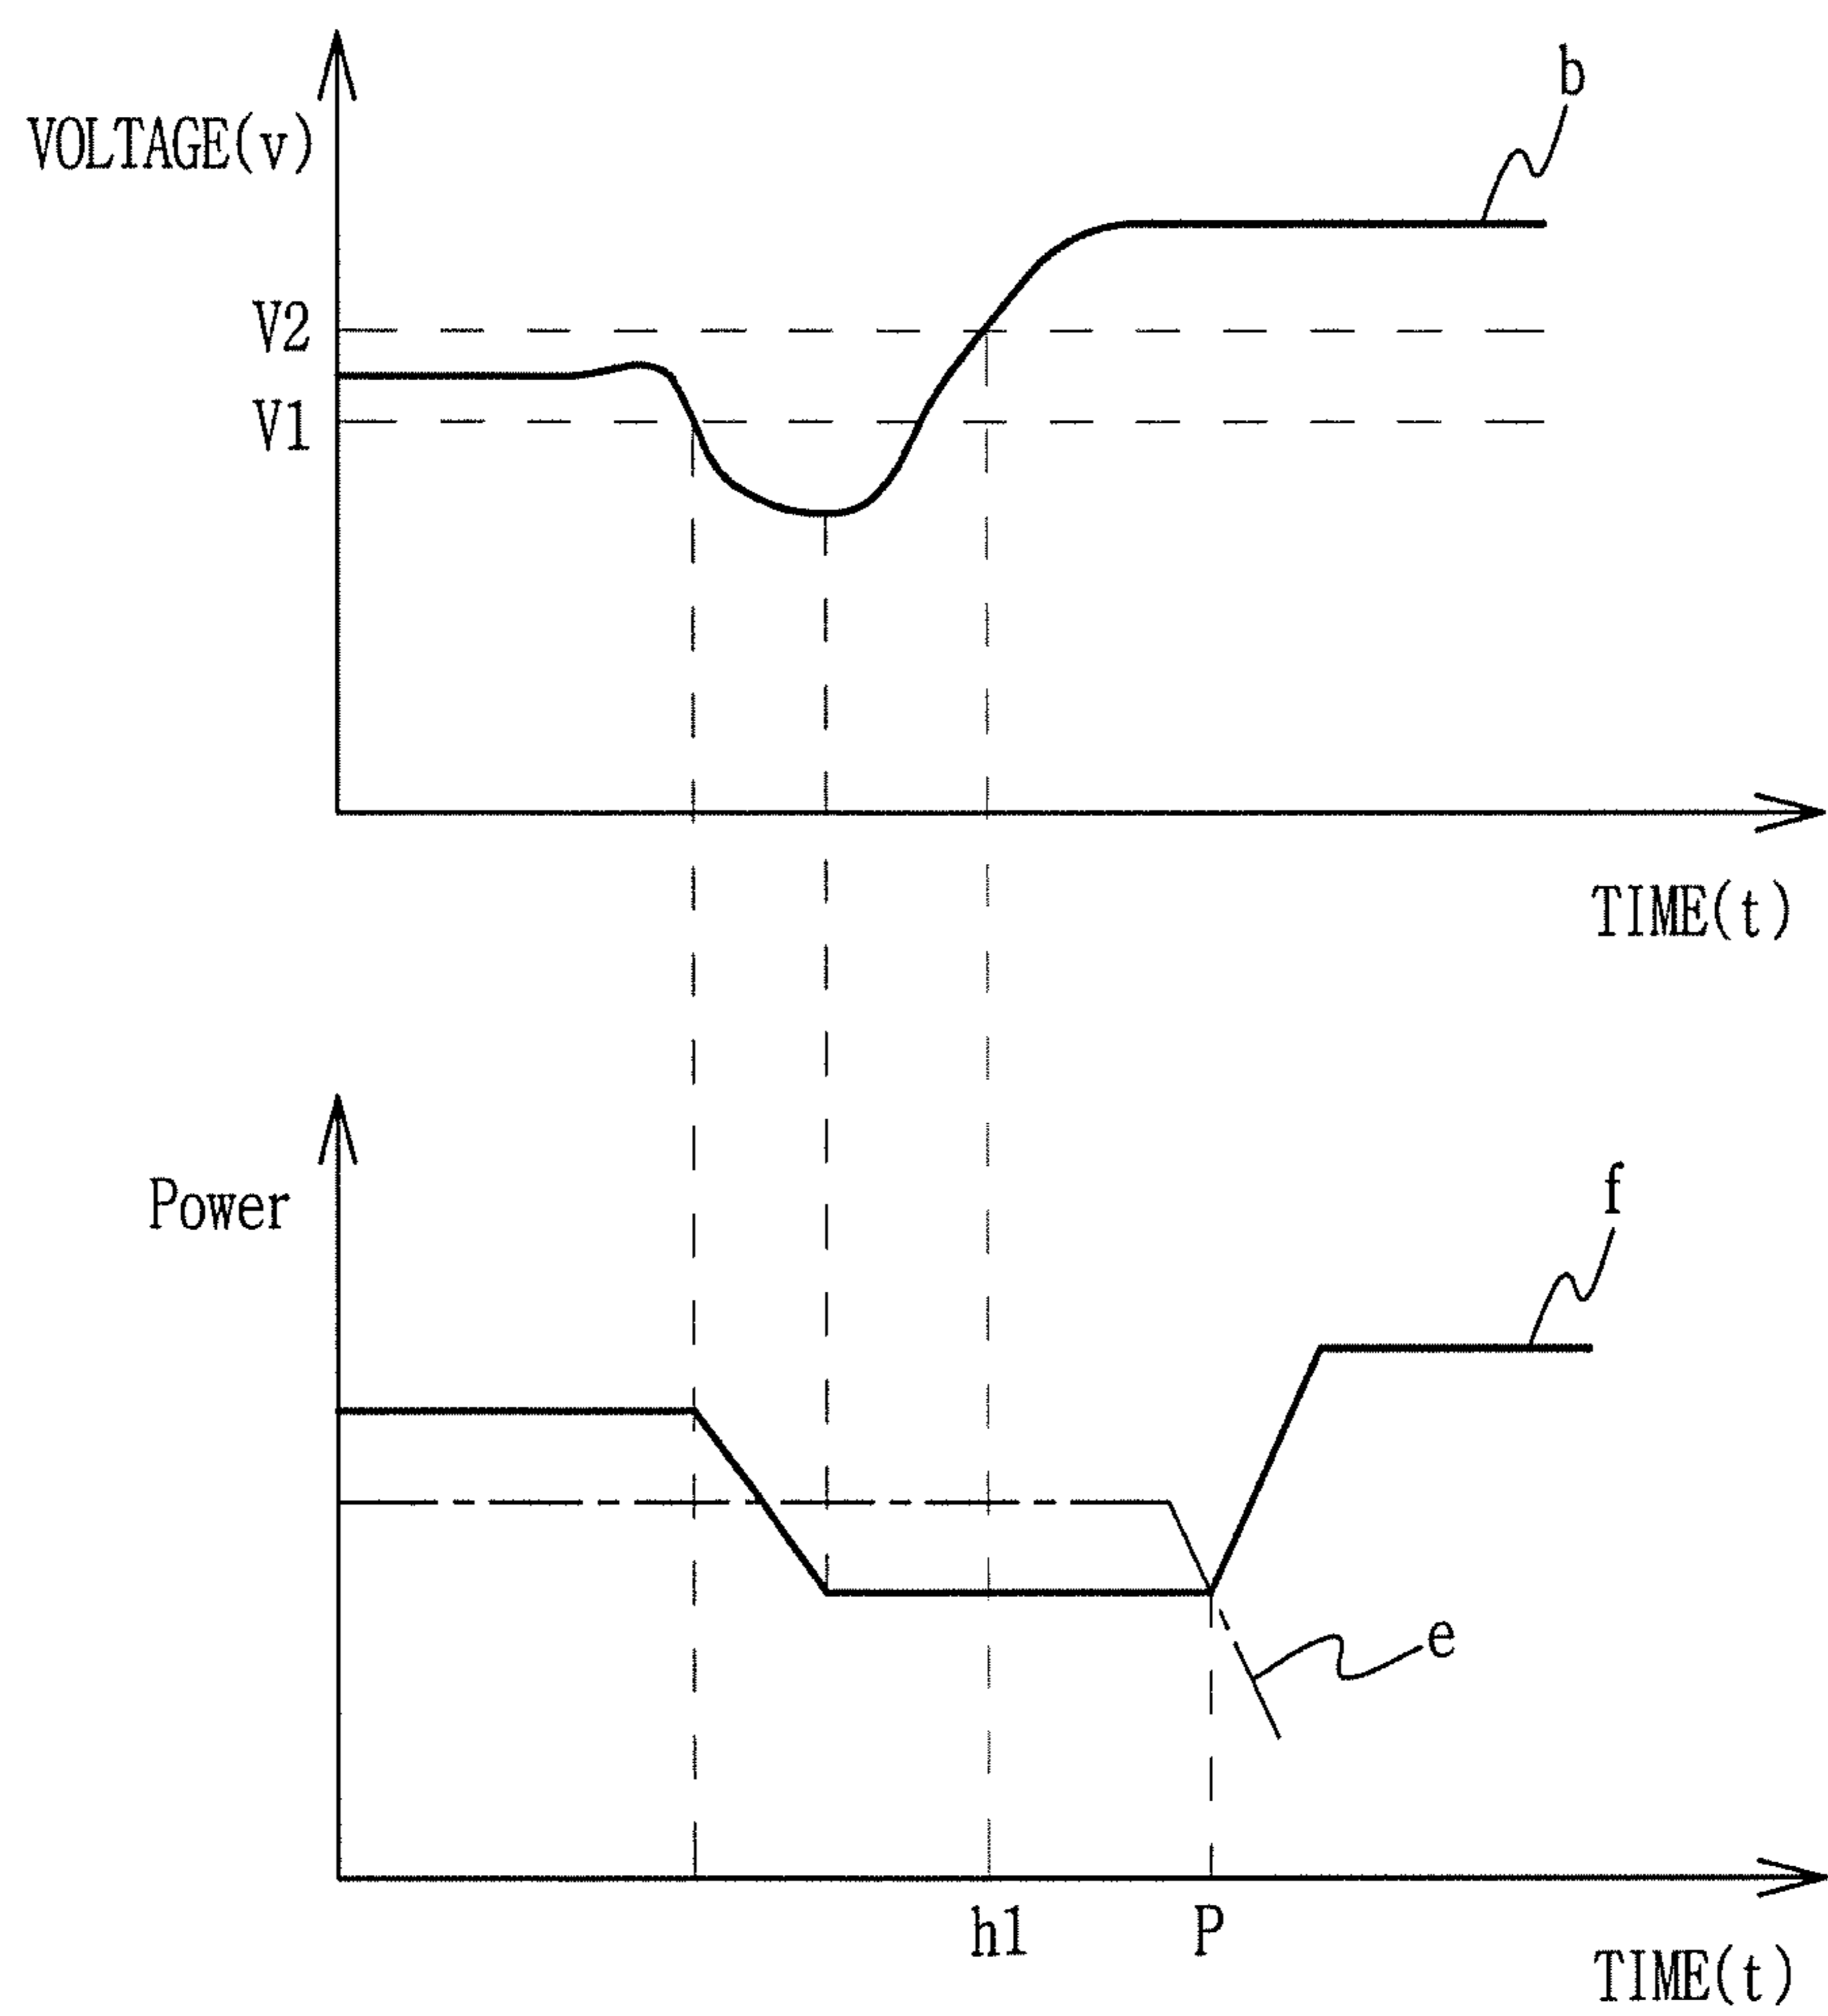 b
VOLTAGE(v)
V2
V1
TIME(t)
Power
f
e
h1
P
TIME(t)